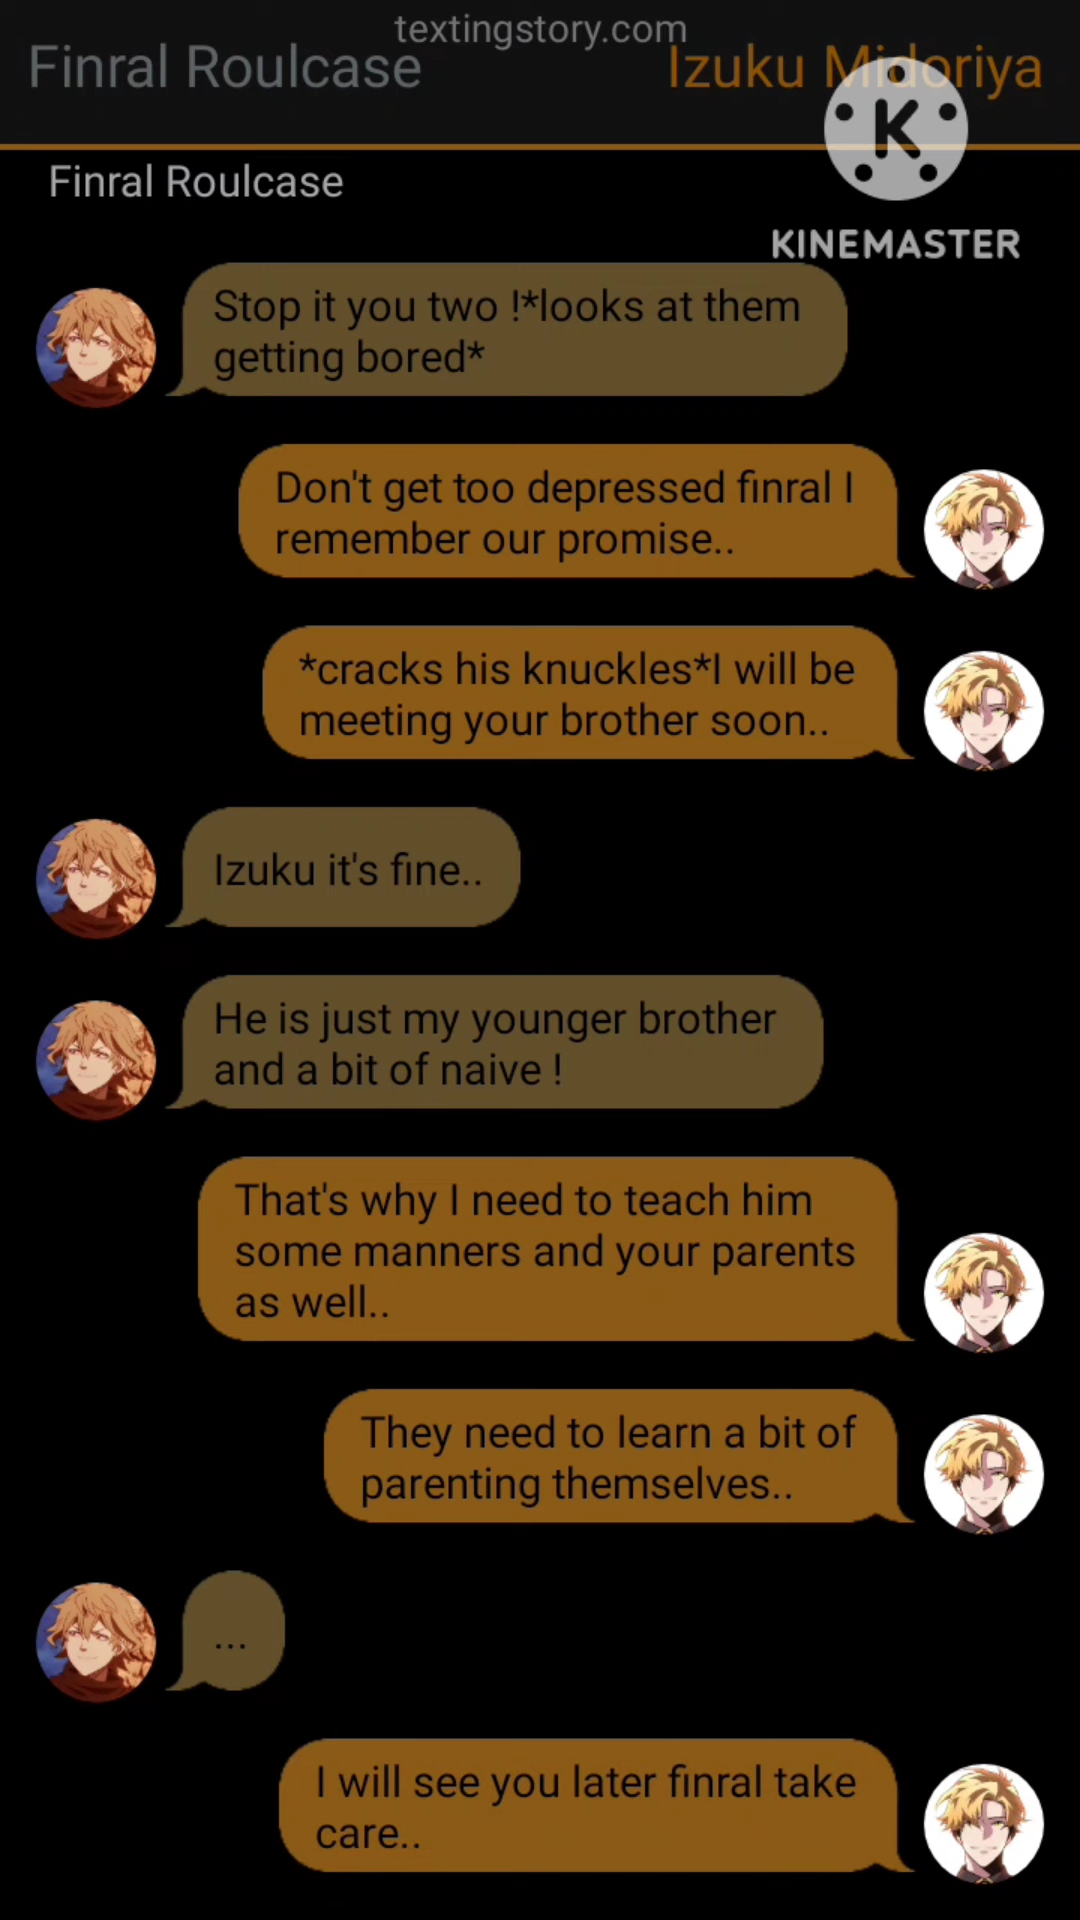 textingstory.com
Finral Roulcase
Izuku Midoriya
K
KINEMASTER
Finral Roulcase
Stop it you two !*looks at them
getting bored*
Don't get too depressed finral I
remember our promise..
*cracks his knuckles*I will be
meeting your brother soon..
Izuku it's fine..
He is just my younger brother
and a bit of naive !
That's why I need to teach him
some manners and your parents
as well..
They need to learn a bit of
parenting themselves..
...
I will see you later finral take
care..